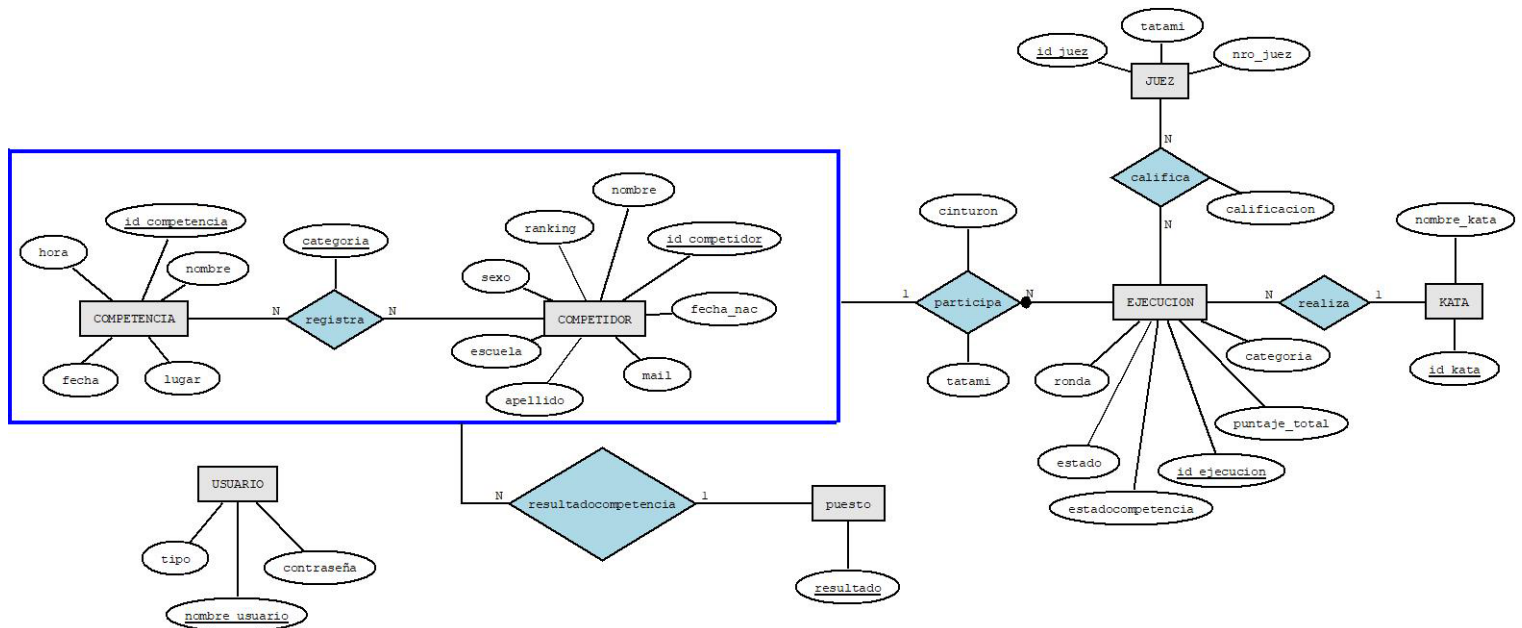 tatami
id_juez
nro_juez
JUEZ
N
califica
calificacion
N
nombre
cinturon
nombre_kata
id_competencia
ranking
categoria
id_competidor
hora
nombre
sexo
fecha_nac
COMPETENCIA
N
registra
N
COMPETIDOR
1
participa
N
EJECUCION
N
realiza
1
KATA
escuela
categoria
fecha
lugar
mail
ronda
tatami
id_kata
apellido
puntaje_total
estado
id_ejecucion
estadocompetencia
USUARIO
N
resultadocompetencia
1
puesto
tipo
contraseña
resultado
nombre_usuario